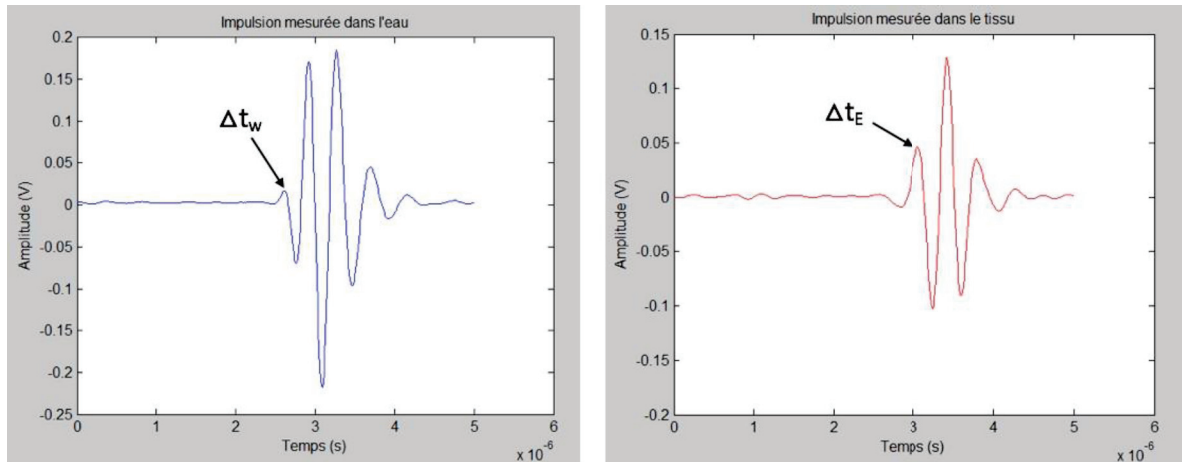 Impulsion mesurée dans l'eau
0.2
0.15
0.1
0.05
0
-0.05
-0.1
-0.15
-0.2
-0.25
Amplitude (V)
Δtw
0 1 2 3 4 5 6
Temps (s)
x 10-6
Impulsion mesurée dans le tissu
0.15
0.1
0.05
0
-0.05
-0.1
-0.15
-0.2
Amplitude (V)
ΔtE
0 1 2 3 4 5 6
Temps (s)
x 10-6